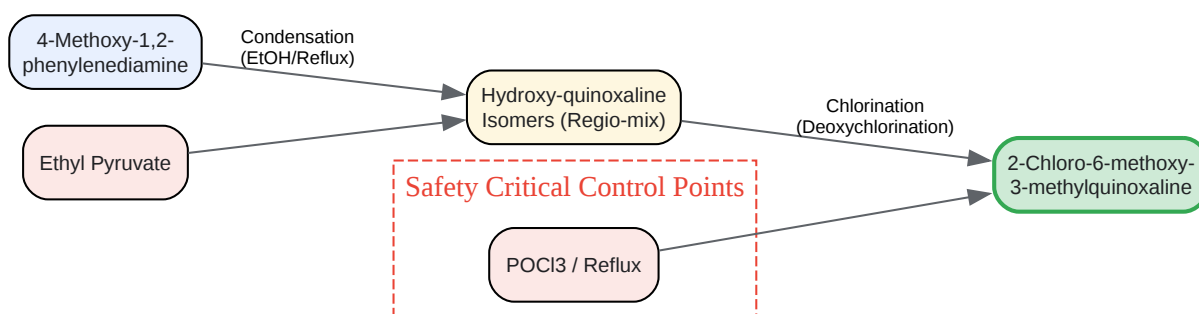 4-Methoxy-1,2-
phenylenediamine
Condensation
(EtOH/Reflux)
Ethyl Pyruvate
Hydroxy-quinoxaline
Isomers (Regio-mix)
Safety Critical Control Points
POCl3 / Reflux
Chlorination
(Deoxychlorination)
2-Chloro-6-methoxy-
3-methylquinoxaline